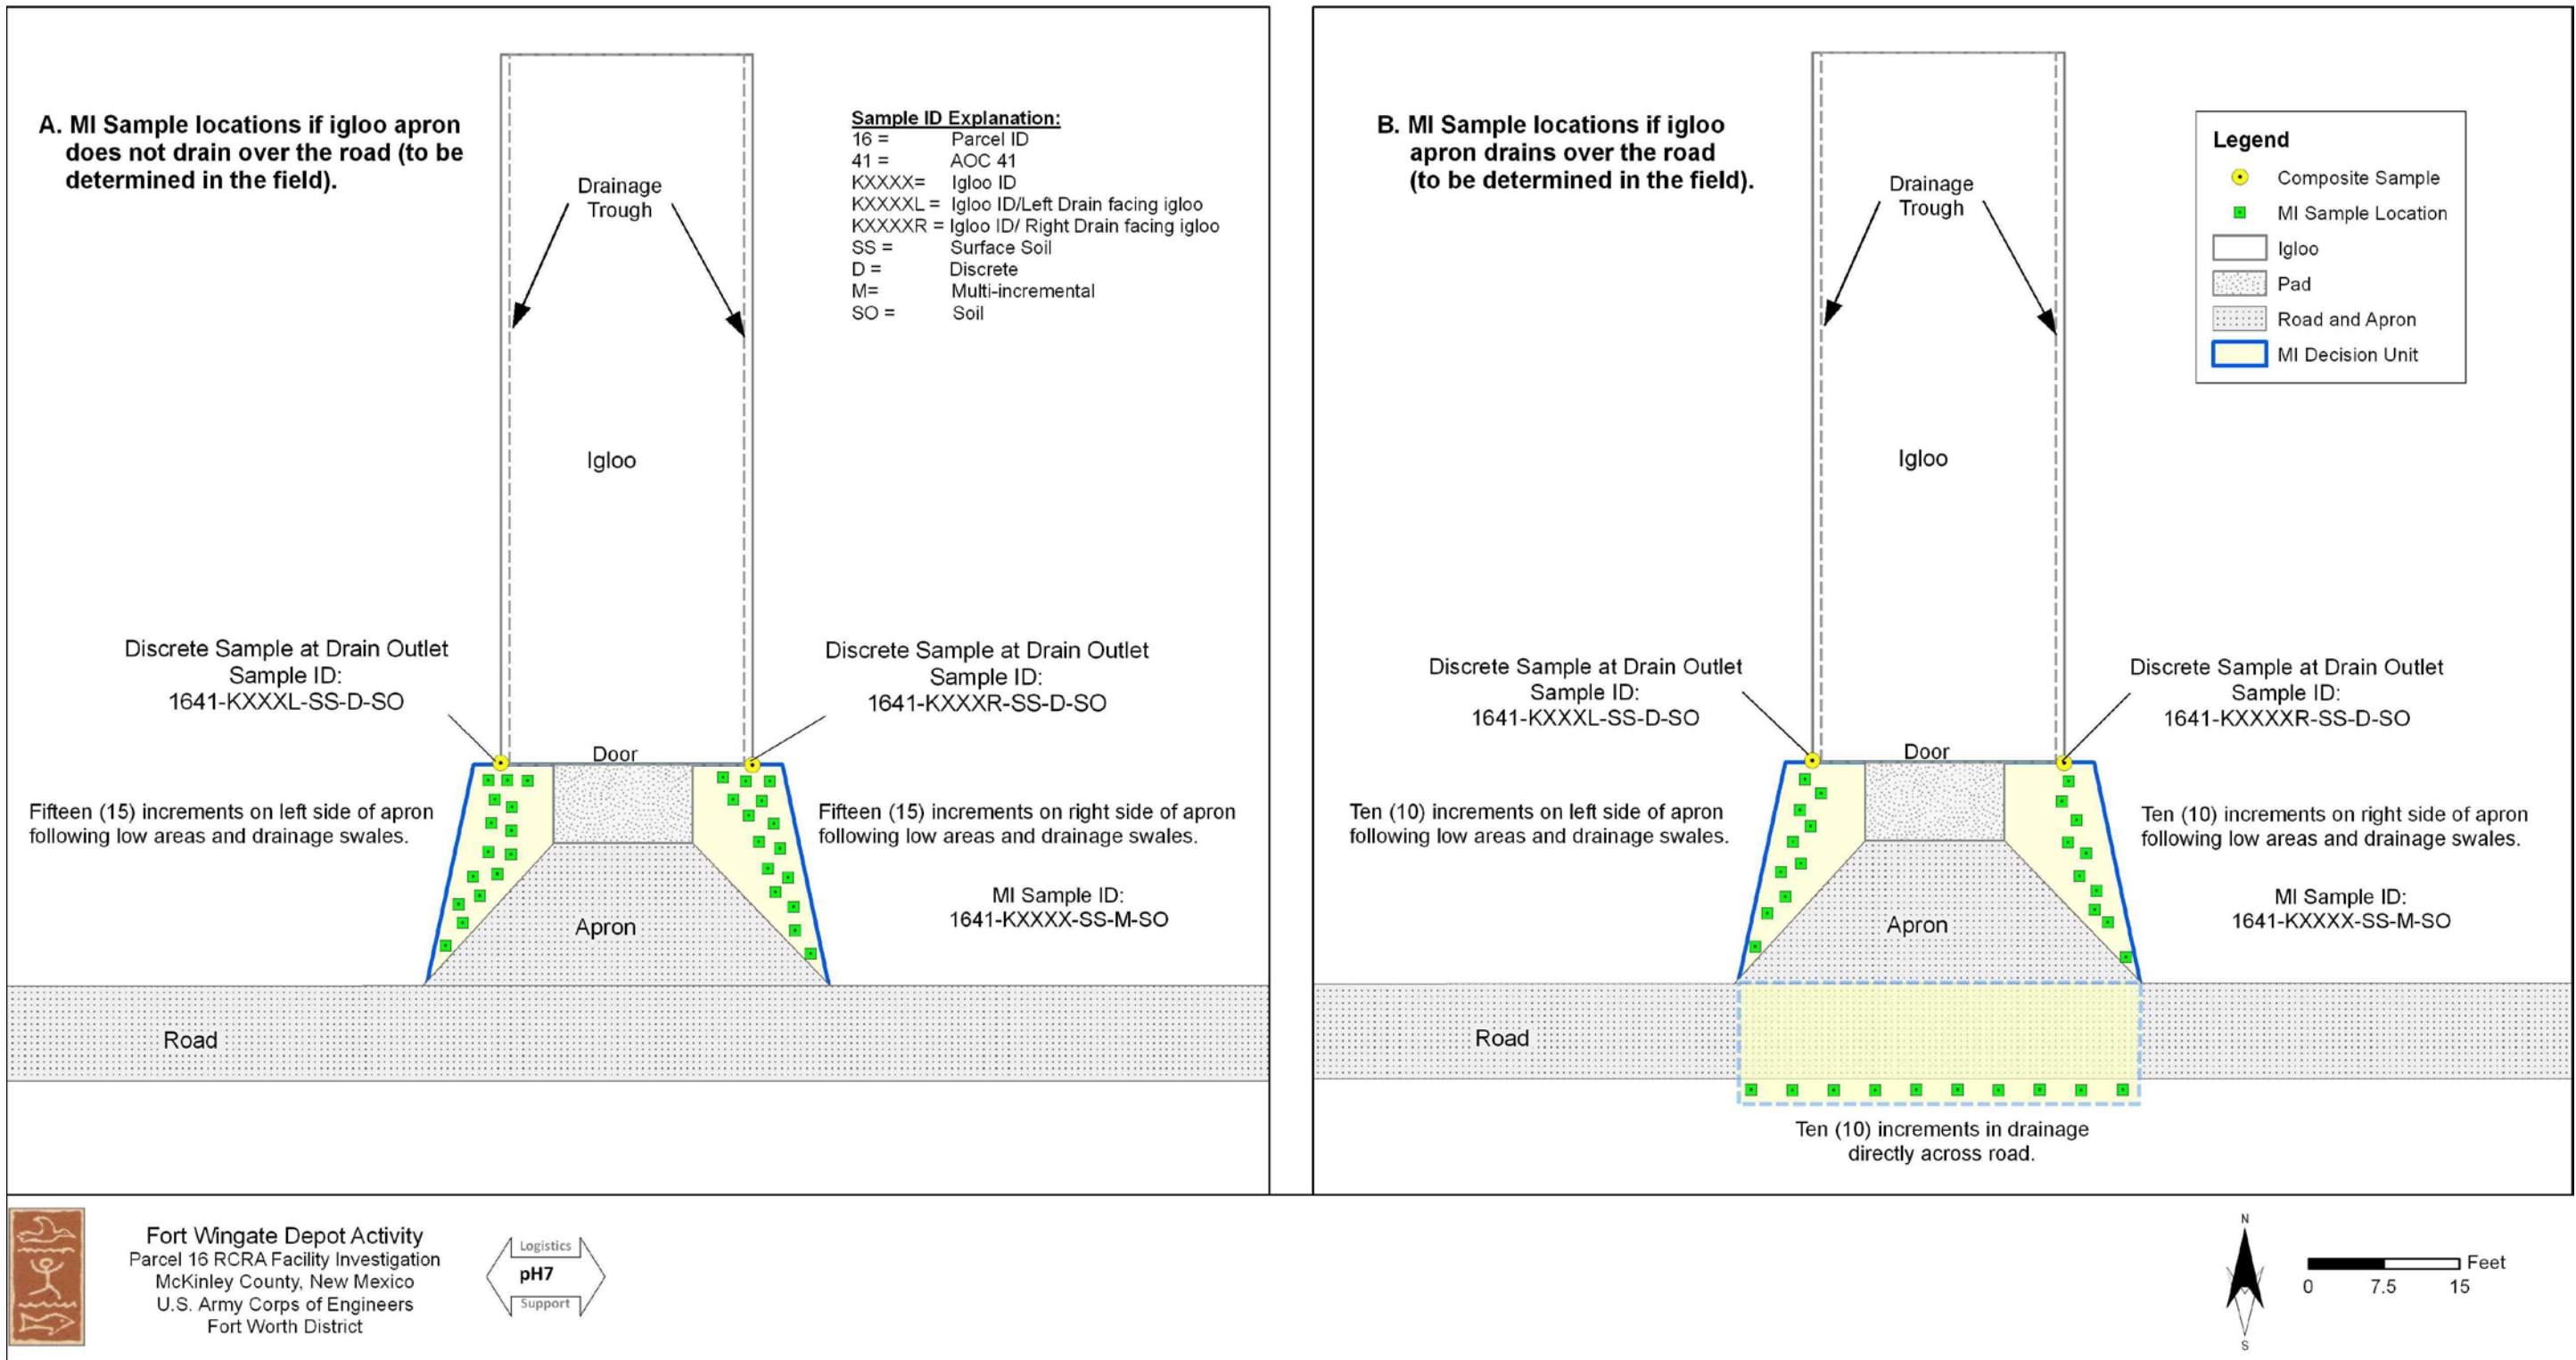 A. MI Sample locations if igloo apron
does not drain over the road (to be
determined in the field).
Drainage
Trough
Sample ID Explanation:
16 = Parcel ID
41 = AOC 41
KXXXX= Igloo ID
KXXXXL = Igloo ID/Left Drain facing igloo
KXXXXR = Igloo ID/ Right Drain facing igloo
SS = Surface Soil
D = Discrete
M= Multi-incremental
SO = Soil
Igloo
Discrete Sample at Drain Outlet
Sample ID:
1641-KXXXL-SS-D-SO
Discrete Sample at Drain Outlet
Sample ID:
1641-KXXXR-SS-D-SO
Door
Fifteen (15) increments on left side of apron
following low areas and drainage swales.
Fifteen (15) increments on right side of apron
following low areas and drainage swales.
MI Sample ID:
1641-KXXXX-SS-M-SO
Apron
Road
B. MI Sample locations if igloo
apron drains over the road
(to be determined in the field).
Drainage
Trough
Legend
Composite Sample
MI Sample Location
Igloo
Pad
Road and Apron
MI Decision Unit
Igloo
Discrete Sample at Drain Outlet
Sample ID:
1641-KXXXL-SS-D-SO
Discrete Sample at Drain Outlet
Sample ID:
1641-KXXXXR-SS-D-SO
Door
Ten (10) increments on left side of apron
following low areas and drainage swales.
Ten (10) increments on right side of apron
following low areas and drainage swales.
MI Sample ID:
1641-KXXXX-SS-M-SO
Apron
Road
Ten (10) increments in drainage
directly across road.
Fort Wingate Depot Activity
Parcel 16 RCRA Facility Investigation
McKinley County, New Mexico
U.S. Army Corps of Engineers
Fort Worth District
Logistics
pH7
Support
N
S
Feet
0 7.5 15